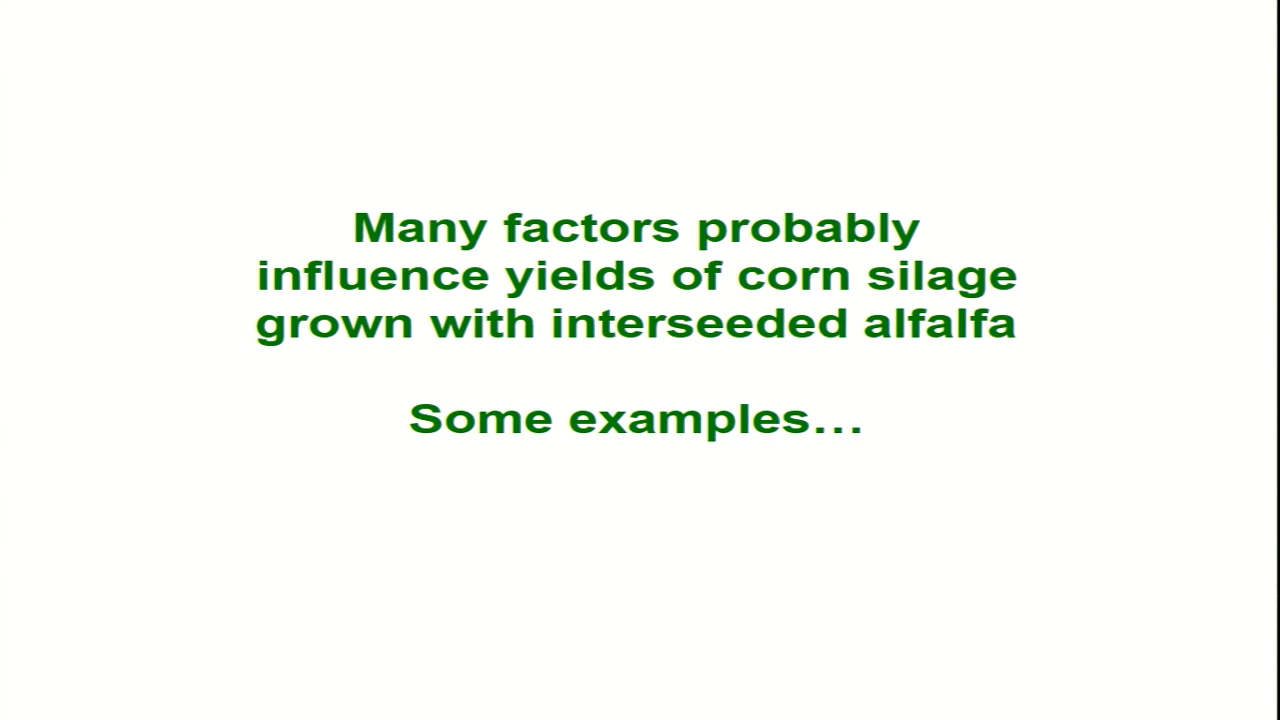 Many factors probably
influence yields of corn silage
grown with interseeded alfalfa
Some examples…